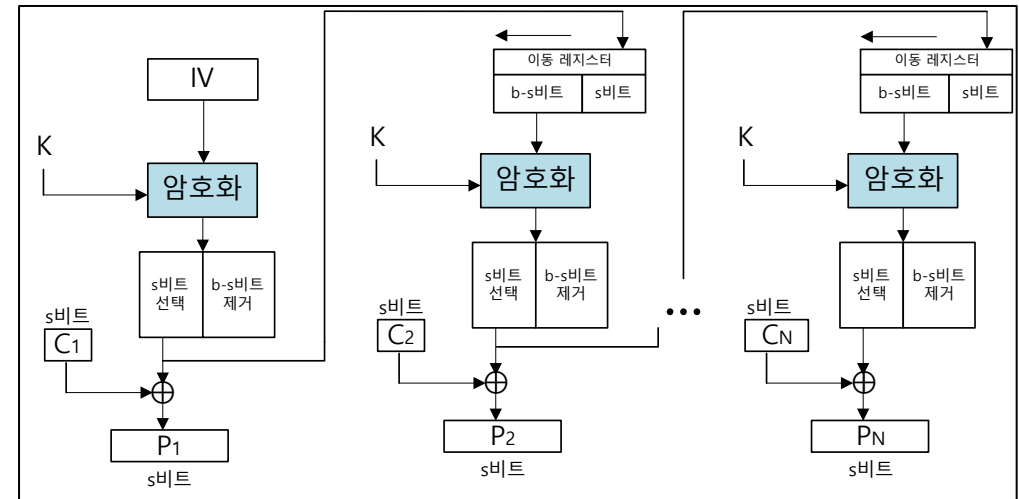 IV
K
암호화
s비트
선택
b-s비트
제거
s비트
C1
P1
s비트
이동 레지스터
b-s비트
s비트
K
암호화
s비트
선택
b-s비트
제거
s비트
C2
P2
s비트
...
이동 레지스터
b-s비트
s비트
K
암호화
s비트
선택
b-s비트
제거
s비트
CN
PN
s비트